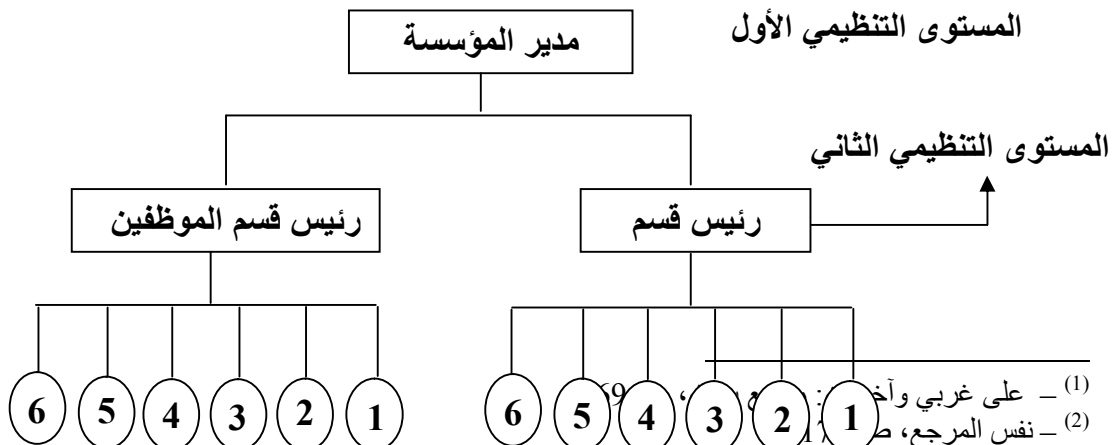 المستوى التنظيمي الأول
مدير المؤسسة
المستوى التنظيمي الثاني
رئيس قسم
رئيس قسم الموظفين
1 2 3 4 5 6
1 2 3 4 5 6
(1) – على غربي وآخ
(2) – نفس المرجع، ص